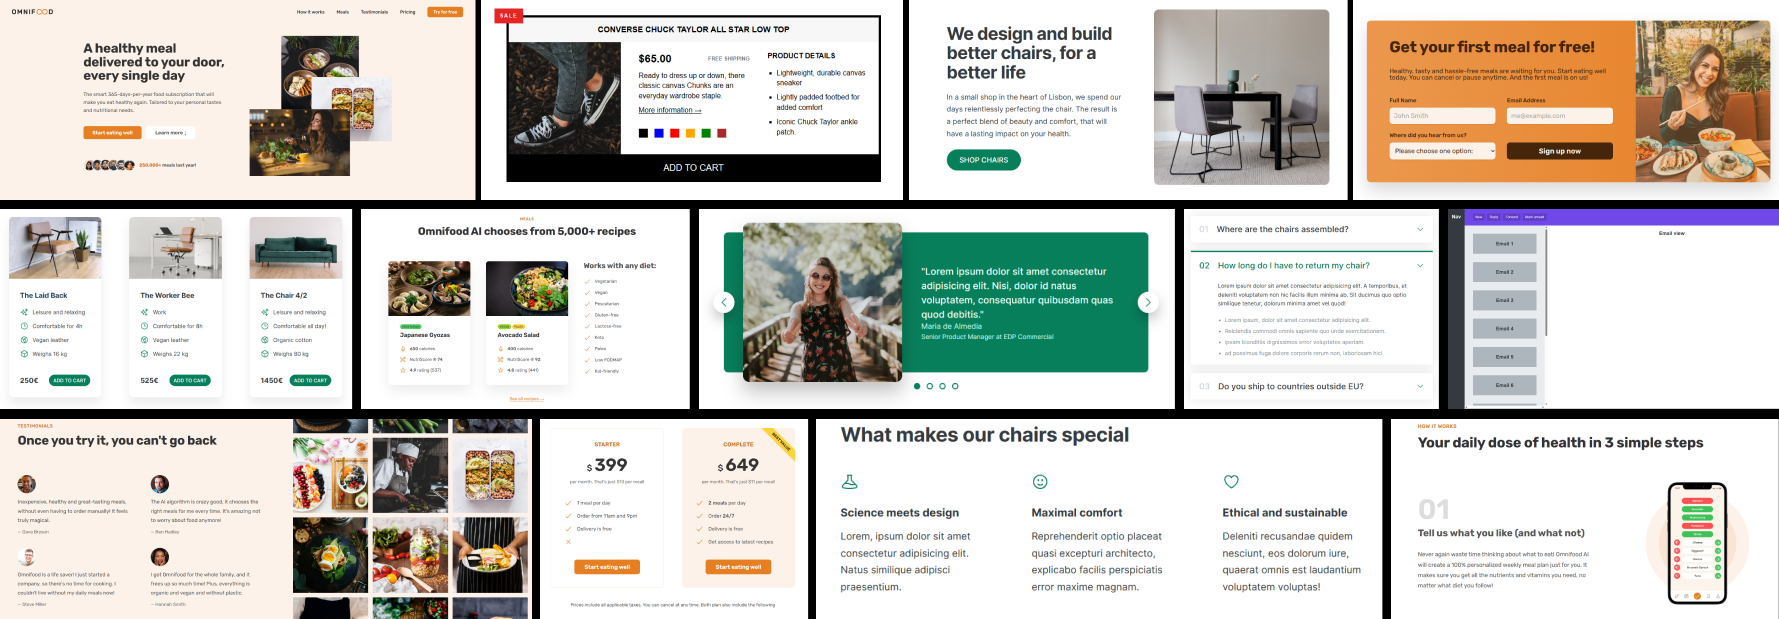 OMNIFOOD
How it works
Meals
Testimonials
Pricing
Try for free
A healthy meal
delivered to your door,
every single day
The smart 365-days-per-year food subscription that will
make you eat healthy again. Tailored to your personal tastes
and nutritional needs.
Start eating well
Learn more ↓
250,000+ meals last year!
SALE
CONVERSE CHUCK TAYLOR ALL STAR LOW TOP
$65.00
FREE SHIPPING
Ready to dress up or down, these
classic canvas Chucks are an
everyday wardrobe staple.
More information →
PRODUCT DETAILS
Lightweight, durable canvas
sneaker
Lightly padded footbed for
added comfort
Iconic Chuck Taylor ankle
patch.
ADD TO CART
We design and build
better chairs, for a
better life
In a small shop in the heart of Lisbon, we spend our
days relentlessly perfecting the chair. The result is
a perfect blend of beauty and comfort, that will
have a lasting impact on your health.
SHOP CHAIRS
Get your first meal for free!
Healthy, tasty and hassle-free meals are waiting for you. Start eating well
today. You can cancel or pause anytime. And the first meal is on us!
Full Name
Email Address
John Smith
me@example.com
Where did you hear from us?
Please choose one option:
Sign up now
The Laid Back
Leisure and relaxing
Comfortable for 4h
Vegan leather
Weighs 16 kg
250€
ADD TO CART
The Worker Bee
Work
Comfortable for 8h
Vegan leather
Weighs 22 kg
525€
ADD TO CART
The Chair 4/2
Leisure and relaxing
Comfortable all day!
Organic cotton
Weighs 80 kg
1450€
ADD TO CART
MEALS
Omnifood AI chooses from 5,000+ recipes
Japanese Gyozas
650 calories
NutriScore ® 74
4.9 rating (537)
Avocado Salad
400 calories
NutriScore ® 92
4.8 rating (441)
Works with any diet:
Vegetarian
Vegan
Pescatarian
Gluten-free
Lactose-free
Keto
Paleo
Low FODMAP
Kid-friendly
See all recipes →
"Lorem ipsum dolor sit amet consectetur
adipisicing elit. Nisi, dolor id natus
voluptatem, consequatur quibusdam quas
quod debitis."
Maria de Almeida
Senior Product Manager at EDP Commercial
01 Where are the chairs assembled?
02 How long do I have to return my chair?
Lorem ipsum dolor sit amet consectetur, adipisicing elit. A temporibus, at
deleniti voluptatem non hic facilis illum minima ab. Sit ducimus quo optio
similique tenetur, dolorum minima amet vel quod!
Lorem ipsum, dolor sit amet consectetur adipisicing elit.
Reiciendis commodi omnis sapiente quo unde exercitationem.
ipsam blanditiis dignissimos error voluptates aperiam.
ad possimus fuga dolore corporis rerum non, laboriosam hic!
03 Do you ship to countries outside EU?
Nav
New
Reply
Forward
Mark unread
Email 1
Email 2
Email 3
Email 4
Email 5
Email 6
Email view
TESTIMONIALS
Once you try it, you can't go back
Inexpensive, healthy and great-tasting meals,
without even having to order manually! It feels
truly magical.
— Dave Bryson
The AI algorithm is crazy good, it chooses the
right meals for me every time. It's amazing not
to worry about food anymore!
— Ben Hadley
Omnifood is a life saver! I just started a
company, so there's no time for cooking. I
couldn't live without my daily meals now!
— Steve Miller
I got Omnifood for the whole family, and it
frees up so much time! Plus, everything is
organic and vegan and without plastic.
— Hannah Smith
STARTER
$ 399
per month. That's just $13 per meal!
1 meal per day
Order from 11am and 9pm
Delivery is free
Start eating well
BEST VALUE
COMPLETE
$ 649
per month. That's just $11 per meal!
2 meals per day
Order 24/7
Delivery is free
Get access to latest recipes
Start eating well
Prices include all applicable taxes. You can cancel at any time. Both plan also include the following
What makes our chairs special
Science meets design
Lorem, ipsum dolor sit amet
consectetur adipisicing elit.
Natus similique adipisci
praesentium.
Maximal comfort
Reprehenderit optio placeat
quasi excepturi architecto,
explicabo facilis perspiciatis
error maxime magnam.
Ethical and sustainable
Deleniti recusandae quidem
nesciunt, eos dolorum iure,
quaerat omnis est laudantium
voluptatem voluptas!
HOW IT WORKS
Your daily dose of health in 3 simple steps
01
Tell us what you like (and what not)
Never again waste time thinking about what to eat! Omnifood AI
will create a 100% personalized weekly meal plan just for you. It
makes sure you get all the nutrients and vitamins you need, no
matter what diet you follow!